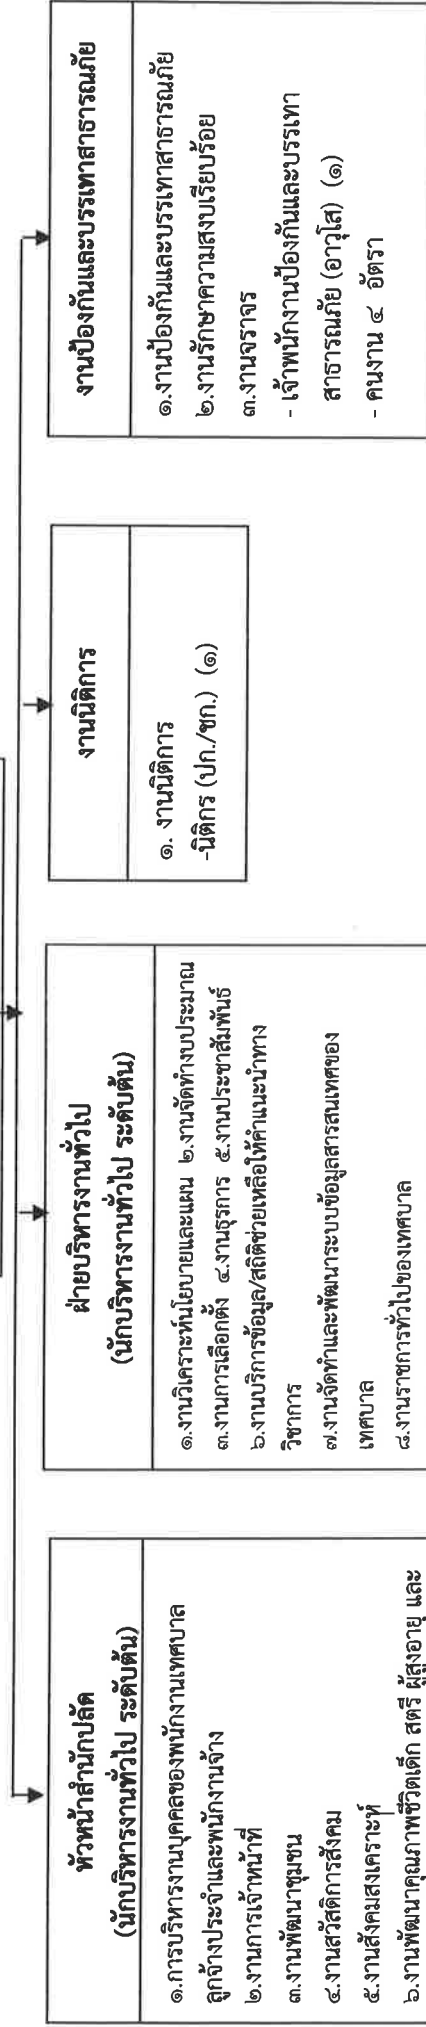 หัวหน้าสำนักปลัด
(นักบริหารงานทั่วไป ระดับต้น)
๑.การบริหารงานบุคคลของพนักงานเทศบาล
ลูกจ้างประจำและพนักงานจ้าง
๒.งานการเจ้าหน้าที่
๓.งานพัฒนาชุมชน
๔.งานสวัสดิการสังคม
๕.งานสังคมสงเคราะห์
๖.งานพัฒนาคุณภาพชีวิตเด็ก สตรี ผู้สูงอายุ และ
ฝ่ายบริหารงานทั่วไป
(นักบริหารงานทั่วไป ระดับต้น)
๑.งานวิเคราะห์นโยบายและแผน ๒.งานจัดทำงบประมาณ
๓.งานการเลือกตั้ง ๔.งานธุรการ ๕.งานประชาสัมพันธ์
๖.งานบริการข้อมูล/สถิติช่วยเหลือให้คำแนะนำทาง
วิชาการ
๗.งานจัดทำและพัฒนาระบบข้อมูลสารสนเทศของ
เทศบาล
๘.งานราชการทั่วไปของเทศบาล
งานนิติการ
๑. งานนิติการ
-นิติกร (ปก./ชก.) (๑)
งานป้องกันและบรรเทาสาธารณภัย
๑.งานป้องกันและบรรเทาสาธารณภัย
๒.งานรักษาความสงบเรียบร้อย
๓.งานจราจร
- เจ้าพนักงานป้องกันและบรรเทา
สาธารณภัย (อาวุโส) (๑)
- คนงาน ๔ อัตรา